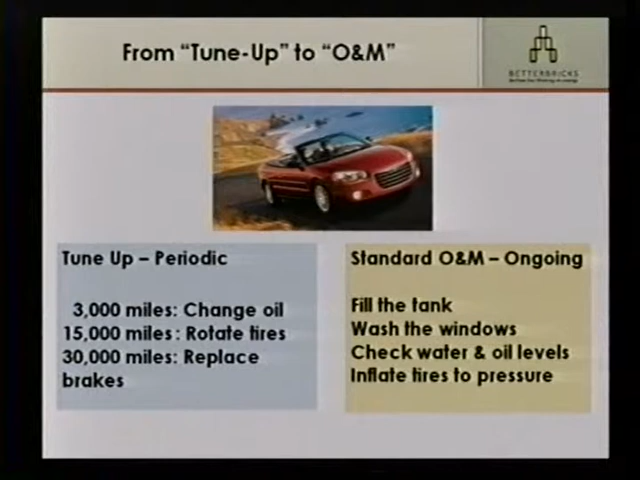 From “Tune-Up” to “O&M”
BETTERBRICKS
Tune Up – Periodic
3,000 miles: Change oil
15,000 miles : Rotate tires
30,000 miles: Replace
brakes
Standard O&M – Ongoing
Fill the tank
Wash the windows
Check water & oil levels
Inflate tires to pressure